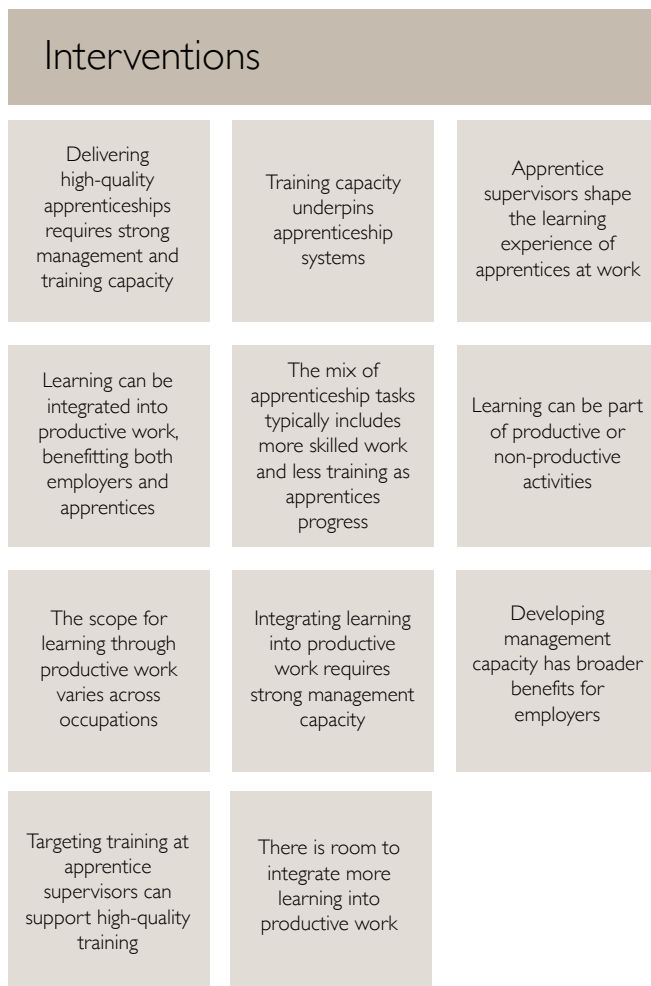 Interventions
Delivering
high-quality
apprenticeships
requires strong
management and
training capacity
Training capacity
underpins
apprenticeship
systems
Apprentice
supervisors shape
the learning
experience of
apprentices at work
Learning can be
integrated into
productive work,
benefitting both
employers and
apprentices
The mix of
apprenticeship tasks
typically includes
more skilled work
and less training as
apprentices
progress
Learning can be part
of productive or
non-productive
activities
The scope for
learning through
productive work
varies across
occupations
Integrating learning
into productive
work requires
strong management
capacity
Developing
management
capacity has broader
benefits for
employers
Targeting training at
apprentice
supervisors can
support high-quality
training
There is room to
integrate more
learning into
productive work